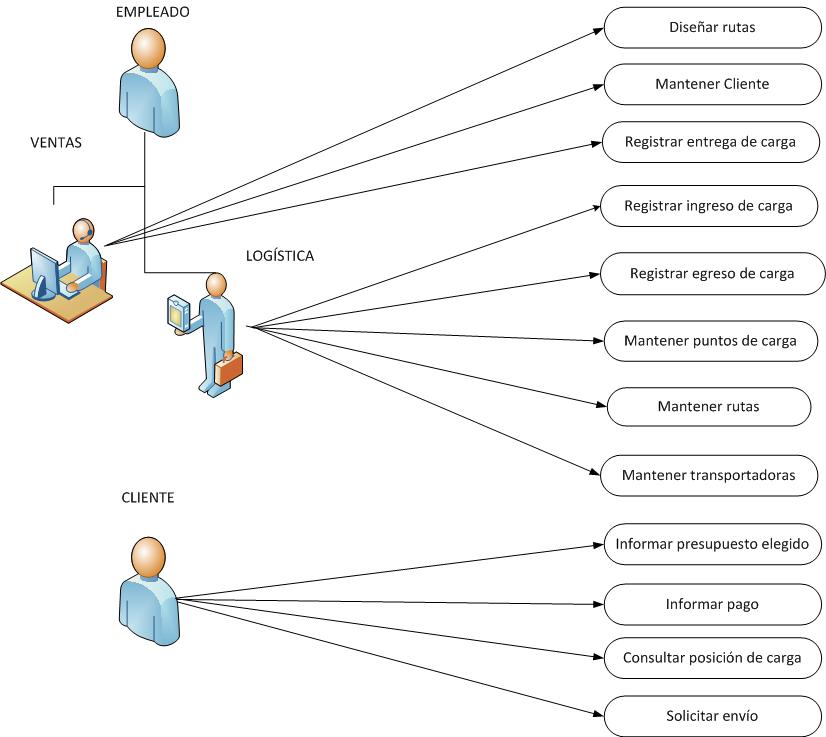 EMPLEADO
Diseñar rutas
Mantener Cliente
VENTAS
Registrar entrega de carga
Registrar ingreso de carga
LOGÍSTICA
Registrar egreso de carga
Mantener puntos de carga
Mantener rutas
Mantener transportadoras
CLIENTE
Informar presupuesto elegido
Informar pago
Consultar posición de carga
Solicitar envío